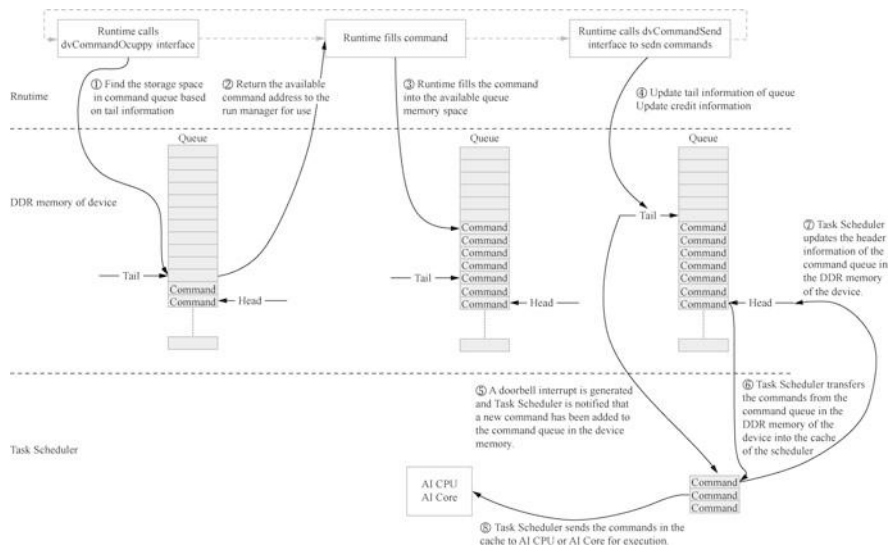 Runtime calls
dvCommandOcuppy interface
Runtime fills command
Runtime calls dvCommandSend
interface to sedn commands
Rnutime
① Find the storage space
in command queue based
on tail information
② Return the available
command address to the
run manager for use
③ Runtime fills the command
into the available queue
memory space
④ Update tail information of queue
Update credit information
DDR memory of device
Queue
Tail
Command
Command
Head
Queue
Command
Command
Command
Command
Tail
Command
Command
Command
Head
Queue
Tail
Command
Command
Command
Command
Command
Command
Command
Head
⑦ Task Scheduler
updates the header
information of the
command queue in
the DDR memory
of the device
Task Scheduler
⑤ A doorbell interrupt is generated
and Task Scheduler is notified that
a new command has been added to
the command queue in the device
memory.
⑥ Task Scheduler transfers
the commands from the
command queue in the
DDR memory of the
device into the cache
of the scheduler
AI CPU
AI Core
Command
Command
Command
⑧ Task Scheduler sends the commands in the
cache to AI CPU or AI Core for execution.